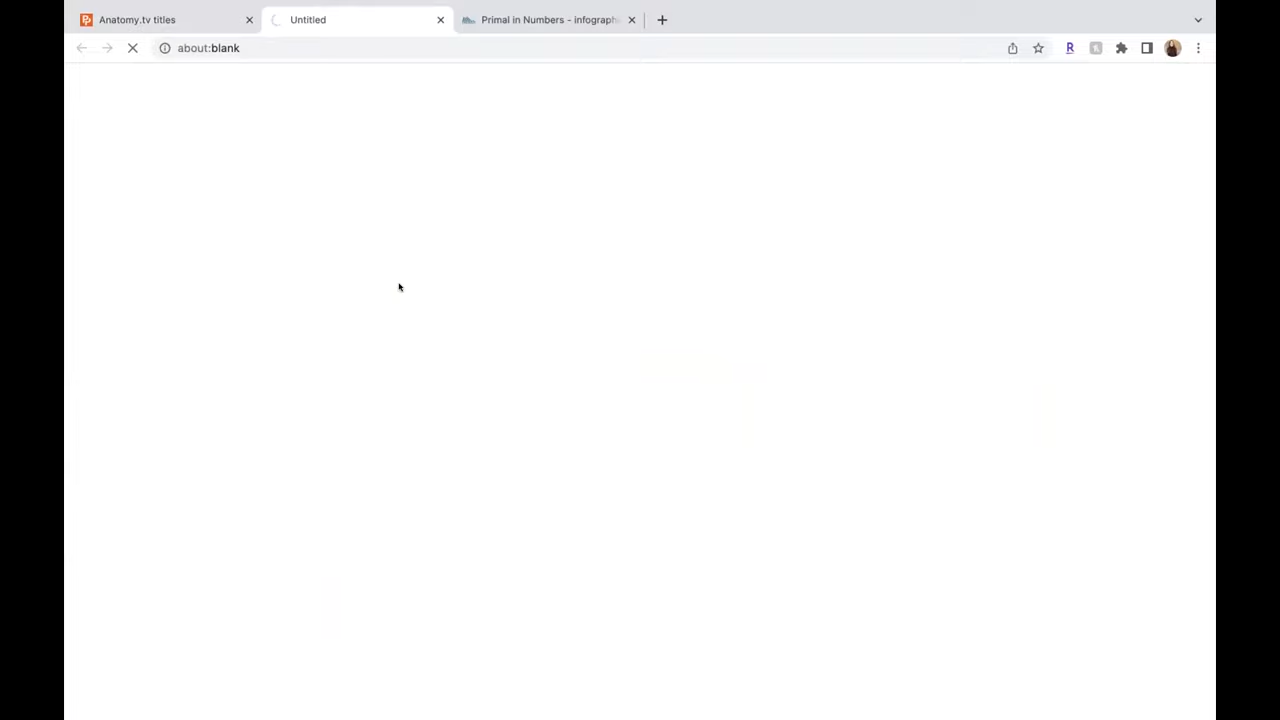 Anatomy.tv titles
Untitled
Primal in Numbers - infograph
about:blank
R